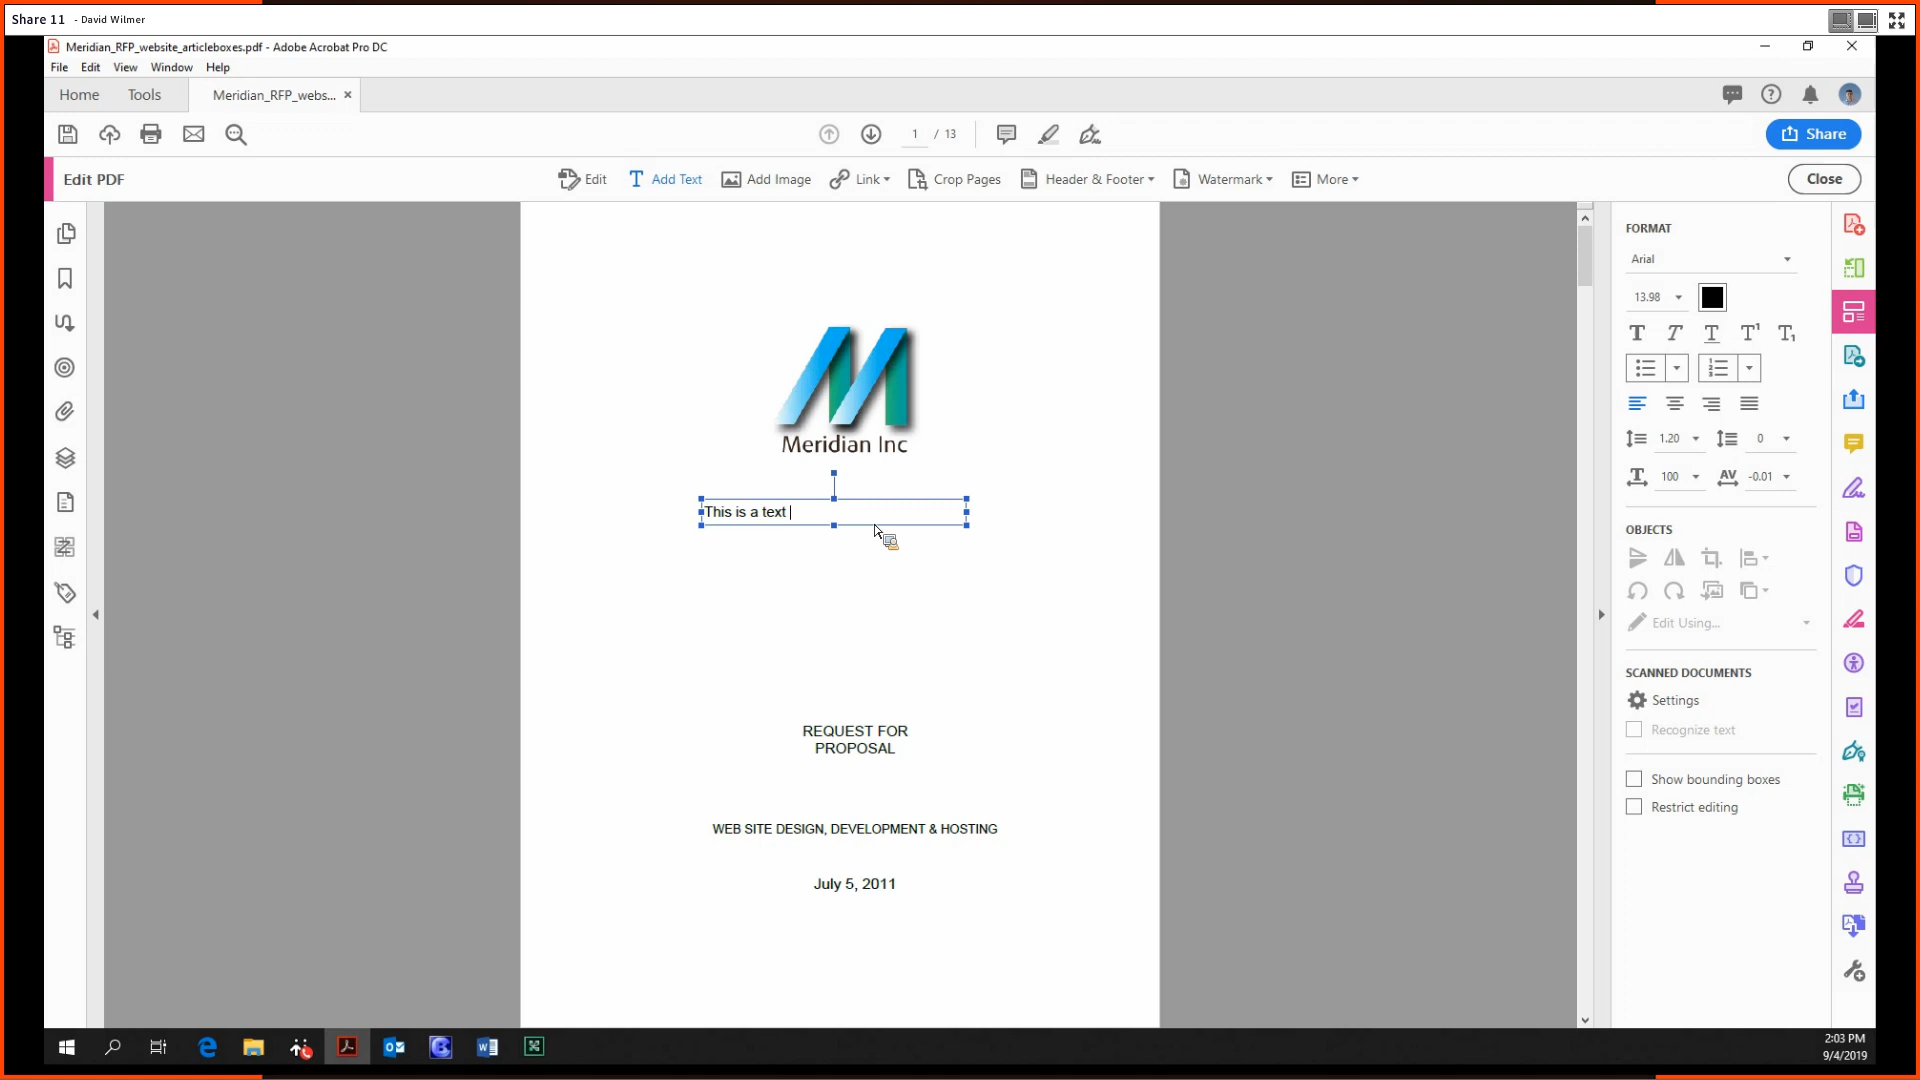 Share 11 - David Wilmer
Meridian_RFP_website_articleboxes.pdf - Adobe Acrobat Pro DC
File Edit View Window Help
Home Tools Meridian_RFP_webs... ×
1 / 13
Share
Edit PDF
Edit Add Text Add Image Link Crop Pages Header & Footer Watermark More
Close
FORMAT
Arial
13.98
1.20 0
100 AV -0.01
OBJECTS
Edit Using...
SCANNED DOCUMENTS
Settings
Recognize text
Show bounding boxes
Restrict editing
Meridian Inc
This is a text
REQUEST FOR
PROPOSAL
WEB SITE DESIGN, DEVELOPMENT & HOSTING
July 5, 2011
2:03 PM
9/4/2019